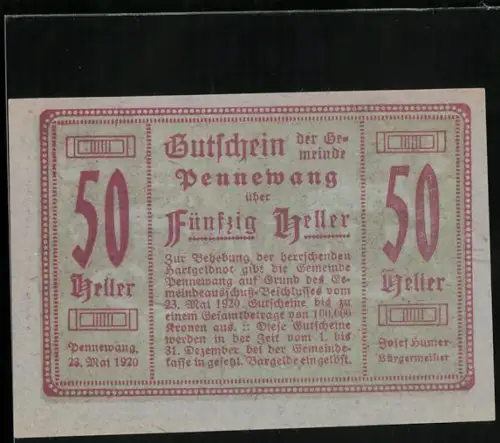 Gutschein der Ge-
meinde
Pennewang
über
Fünfzig Heller
50
Heller
Pennewang,
23. Mai 1920
Zur Behebung der herrschenden
Hartgeldnot gibt die Gemeinde
Pennewang auf Grund des Ge-
meindeausschuß-Beschlusses vom
23. Mai 1920 Gutscheine bis zu
einem Gesamtbetrage von 100.000
Kronen aus. :: Diese Gutscheine
werden in der Zeit vom 1. bis
31. Dezember bei der Gemeinde-
kasse in gesetzl. Bargelde eingelöst.
50
Heller
Josef Humer
Bürgermeister